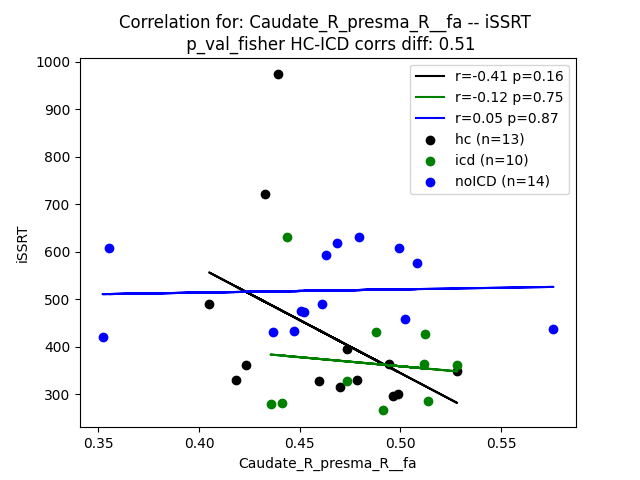 Correlation for: Caudate_R_presma_R__fa -- iSSRT
p_val_fisher HC-ICD corrs diff: 0.51
1000
900
800
700
600
500
400
300
iSSRT
r=-0.41 p=0.16
r=-0.12 p=0.75
r=0.05 p=0.87
hc (n=13)
icd (n=10)
noICD (n=14)
0.35 0.40 0.45 0.50 0.55
Caudate_R_presma_R__fa